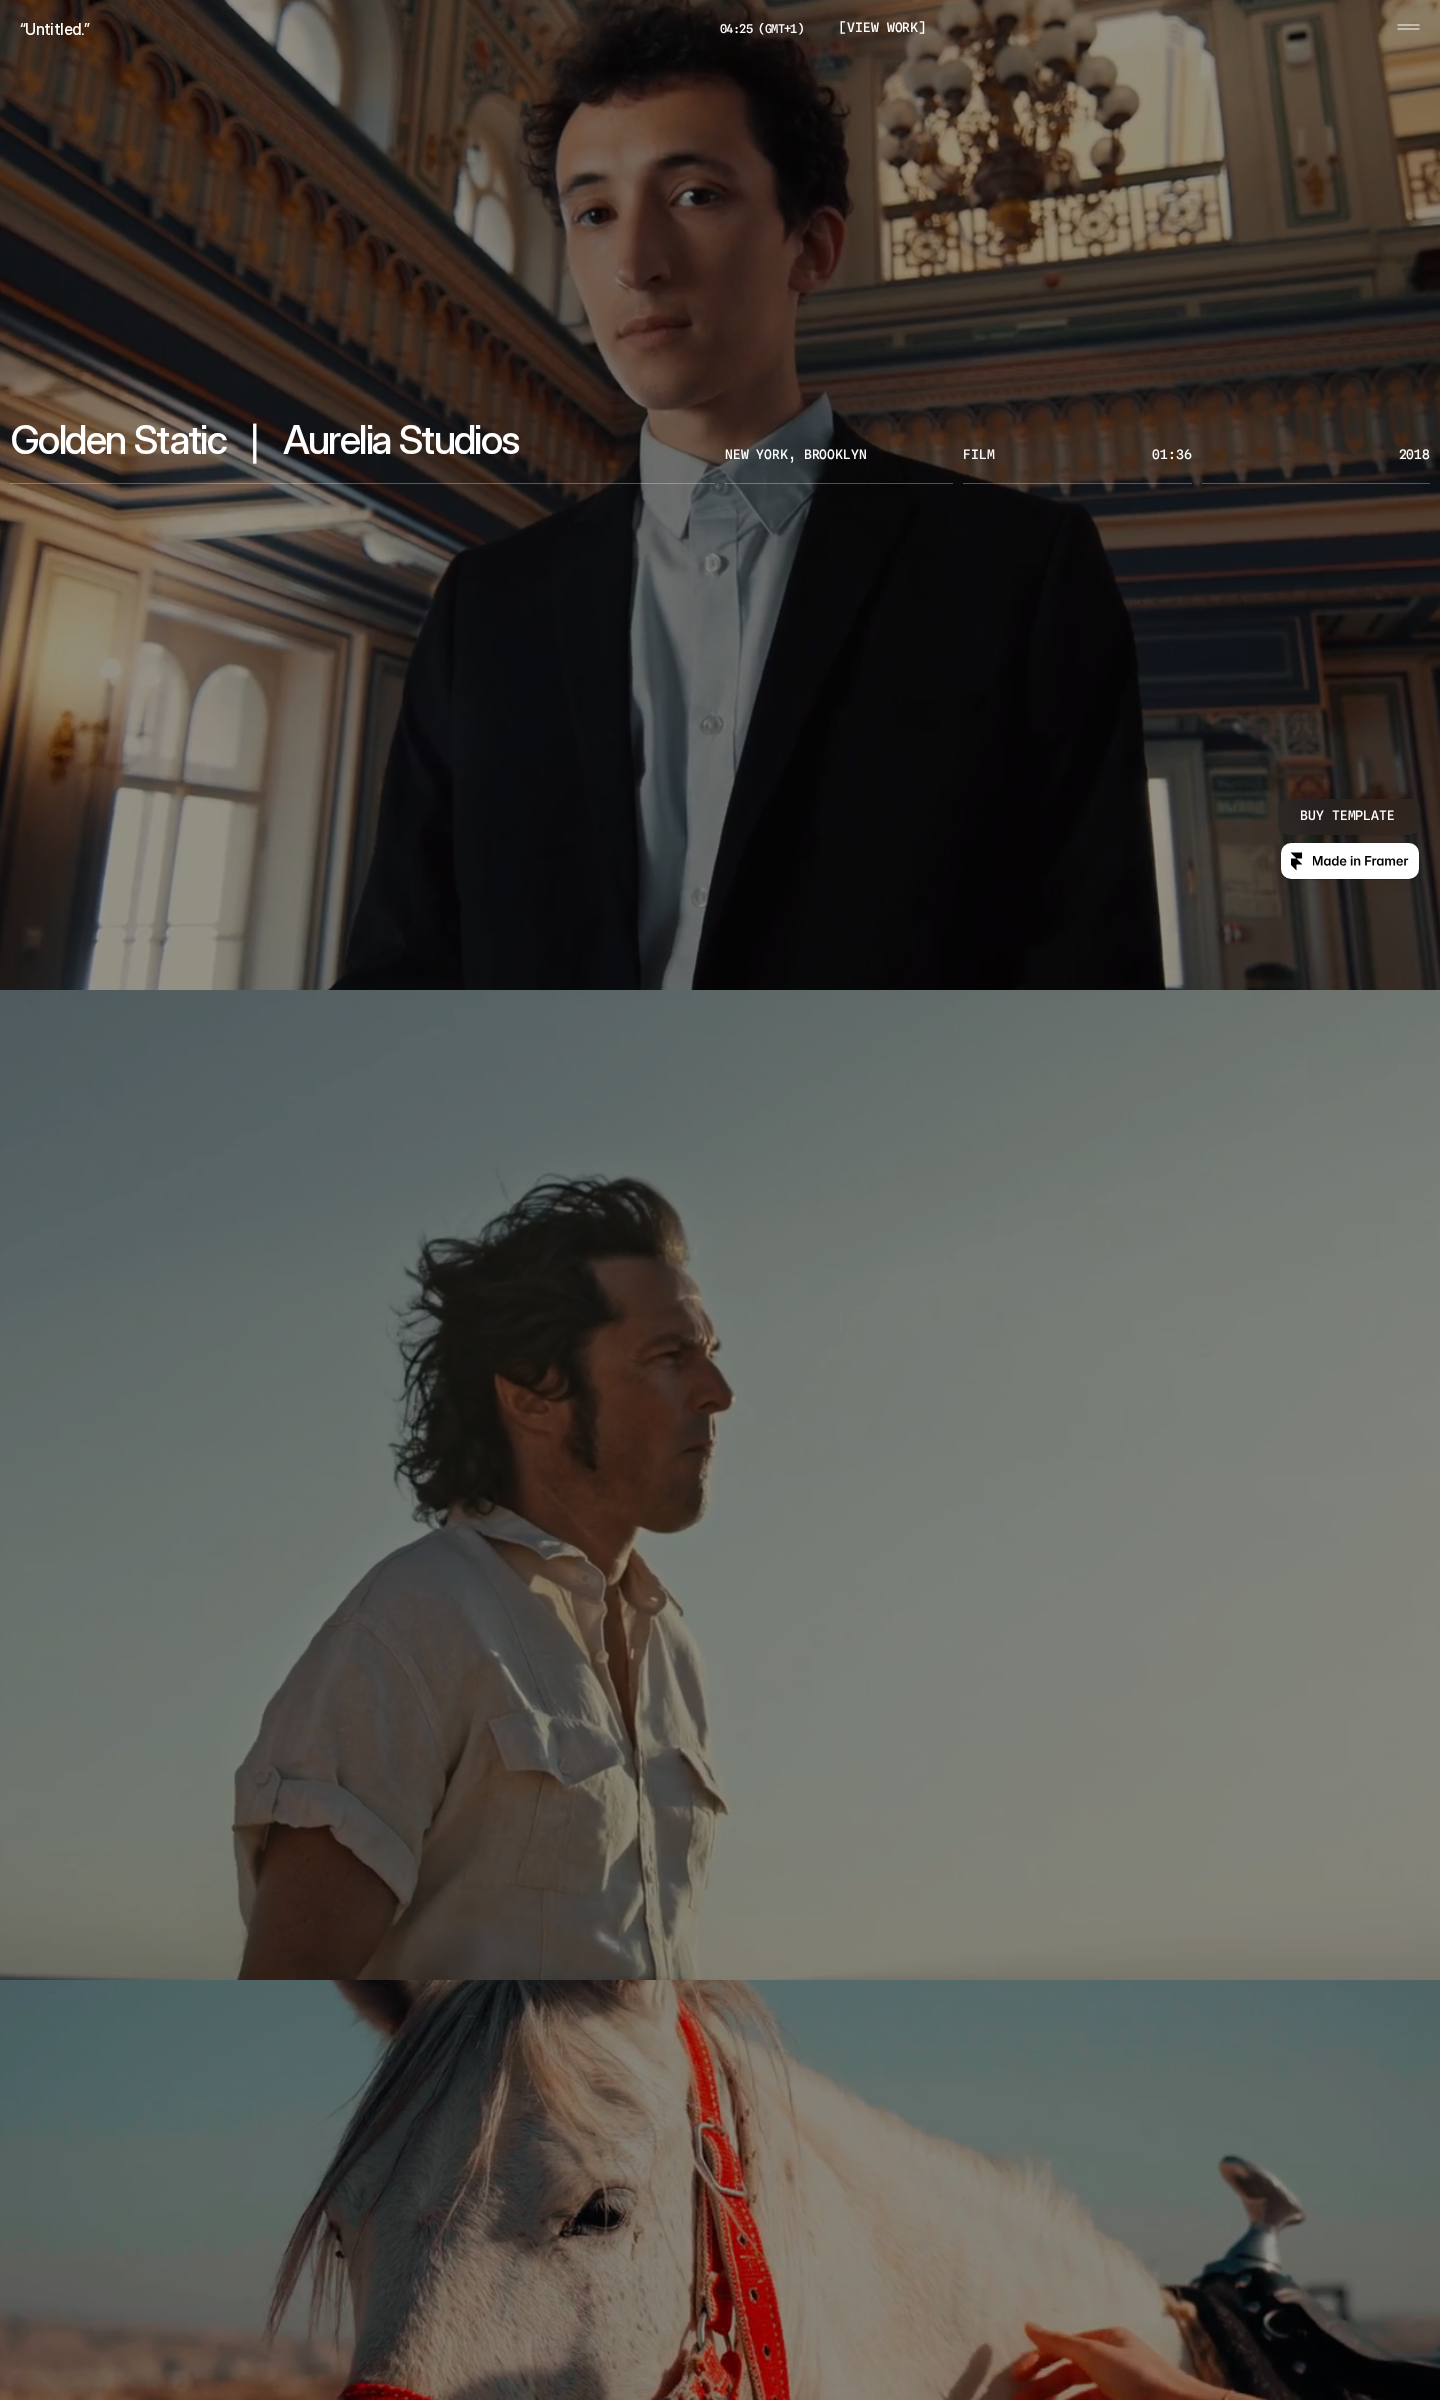 “Untitled.”
04:25 (GMT+1)
[VIEW WORK]
Golden Static | Aurelia Studios
NEW YORK, BROOKLYN
FILM
01:36
2018
BUY TEMPLATE
Made in Framer